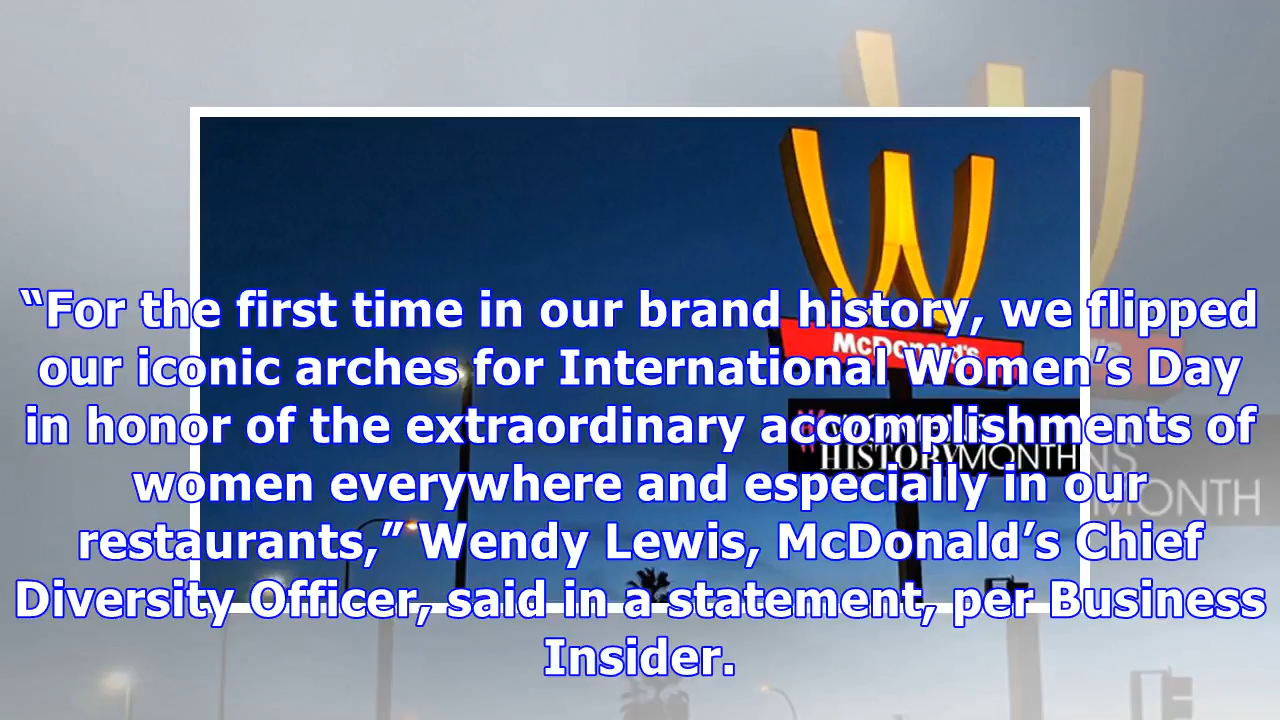 “For the first time in our brand history, we flipped
our iconic arches for International Women’s Day
in honor of the extraordinary accomplishments of
women everywhere and especially in our
restaurants,” Wendy Lewis, McDonald’s Chief
Diversity Officer, said in a statement, per Business
Insider.
McDonald's
HISTORYMONTH
NS
MONTH